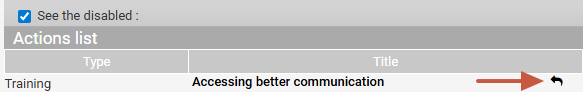 See the disabled :
Actions list
Type Title
Training Accessing better communication